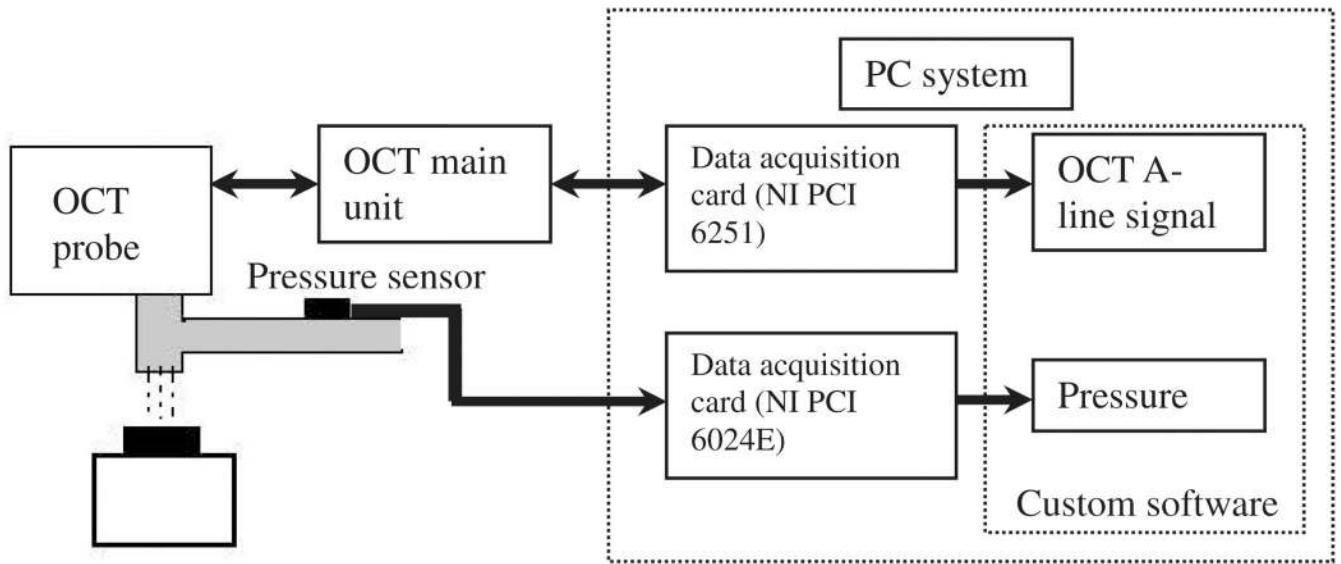 PC system
OCT
probe
OCT main
unit
Data acquisition
card (NI PCI
6251)
OCT A-
line signal
Pressure sensor
Data acquisition
card (NI PCI
6024E)
Pressure
Custom software